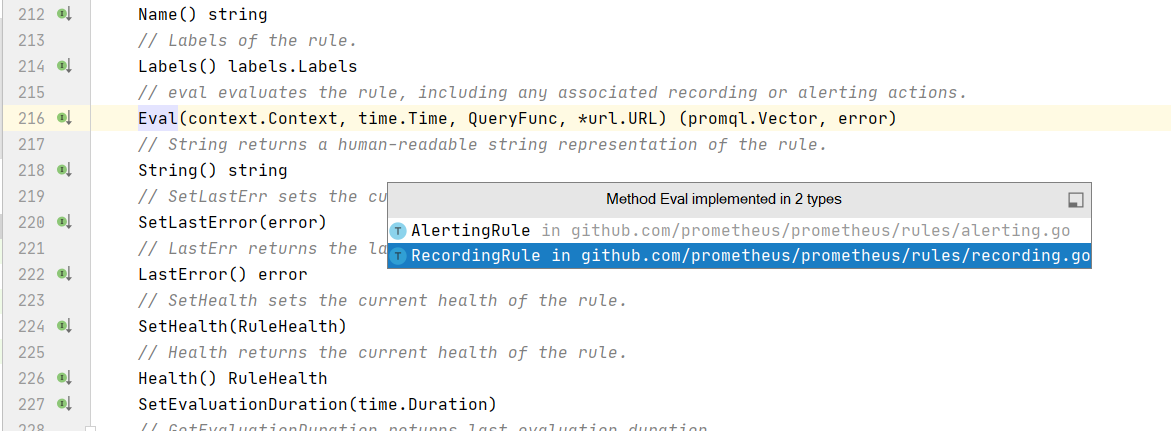 212 Name() string
213 // Labels of the rule.
214 Labels() labels.Labels
215 // eval evaluates the rule, including any associated recording or alerting actions.
216 Eval(context.Context, time.Time, QueryFunc, *url.URL) (promql.Vector, error)
217 // String returns a human-readable string representation of the rule.
218 String() string
219 // SetLastErr sets the cu
Method Eval implemented in 2 types
220 SetLastError(error)
AlertingRule in github.com/prometheus/prometheus/rules/alerting.go
221 // LastErr returns the la
RecordingRule in github.com/prometheus/prometheus/rules/recording.go
222 LastError() error
223 // SetHealth sets the current health of the rule.
224 SetHealth(RuleHealth)
225 // Health returns the current health of the rule.
226 Health() RuleHealth
227 SetEvaluationDuration(time.Duration)
228 // GetEvaluationDuration returns last evaluation duration